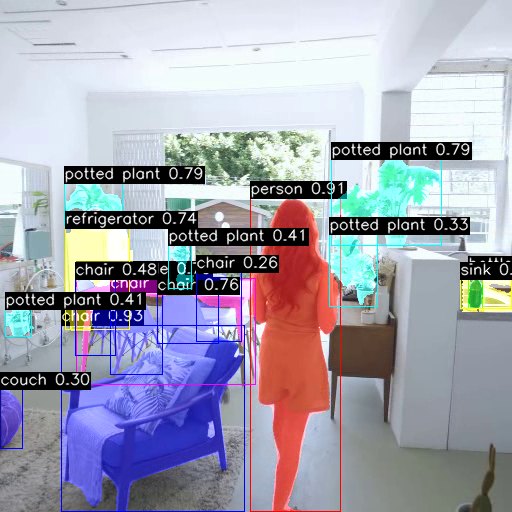 potted plant 0.79
potted plant 0.79
person 0.91
refrigerator 0.74
potted plant 0.33
potted plant 0.41
chair 0.26
chair 0.48
sink 0.
chair
chair 0.76
potted plant 0.41
chair 0.93
couch 0.30